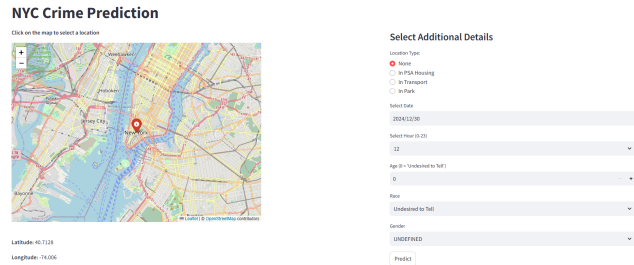 NYC Crime Prediction
Click on the map to select a location
+
−
Weehawken
Hoboken
Jersey City
New York
Bayonne
Leaflet | © OpenStreetMap contributors
Latitude: 40.7128
Longitude: -74.006
Select Additional Details
Location Type:
None
In PSA Housing
In Transport
In Park
Select Date
2024/12/30
Select Hour (0-23)
12
Age (0 = "Undesired to Tell")
0
- +
Race
Undesired to Tell
Gender
UNDEFINED
Predict